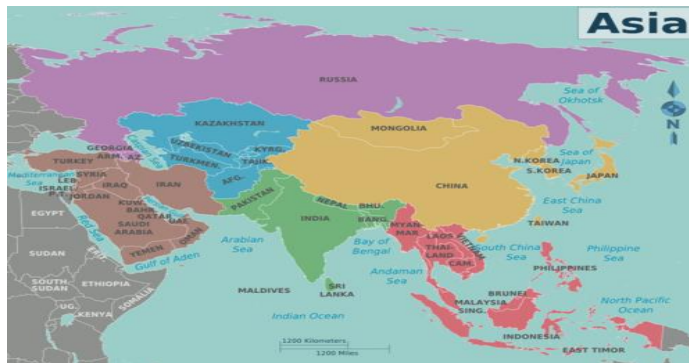 Asia
RUSSIA
Sea of
Okhotsk
KAZAKHSTAN
MONGOLIA
GEORGIA
ARM.
AZ.
UZBEKISTAN
TURKMEN.
KYRG.
TAJIK.
N
TURKEY
Mediterranean
Sea
SYRIA
LEB.
ISRAEL
P.T.
JORDAN
IRAQ
IRAN
AFG.
N.KOREA
S.KOREA
Sea of
Japan
JAPAN
CHINA
KUW.
BAHR.
QATAR
UAE
PAKISTAN
NEPAL
BHU.
EGYPT
Red Sea
SAUDI
ARABIA
OMAN
INDIA
BANG.
East China
Sea
TAIWAN
MYAN-
MAR
LAOS
VIETNAM
SUDAN
ERIT.
YEMEN
Gulf of Aden
Arabian
Sea
Bay of
Bengal
THAI-
LAND
CAM.
South China
Sea
Philippine
Sea
PHILIPPINES
SOUTH
SUDAN
ETHIOPIA
SOMALIA
Andaman
Sea
MALDIVES
SRI
LANKA
UG.
KENYA
BRUNEI
MALAYSIA
SING.
North Pacific
Ocean
Indian Ocean
INDONESIA
EAST TIMOR
1200 Kilometers
1200 Miles